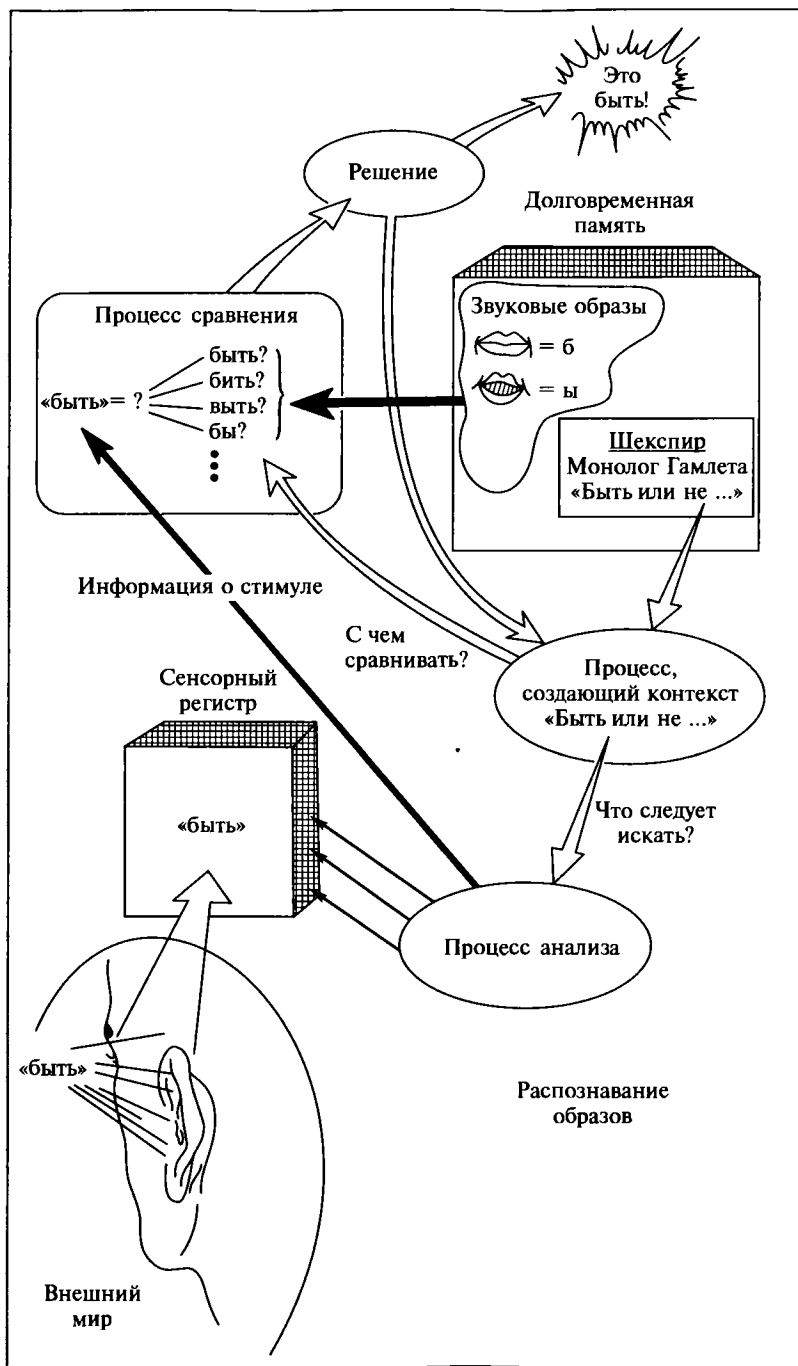 Это
быть!
Решение
Долговременная
память
Процесс сравнения
«быть» = ?
быть?
бить?
выть?
бы?
Звуковые образы
= б
= ы
Шекспир
Монолог Гамлета
«Быть или не ...»
Информация о стимуле
С чем
сравнивать?
Процесс,
создающий контекст
«Быть или не ...»
Сенсорный
регистр
«быть»
Что следует
искать?
Процесс анализа
«быть»
Распознавание
образов
Внешний
мир